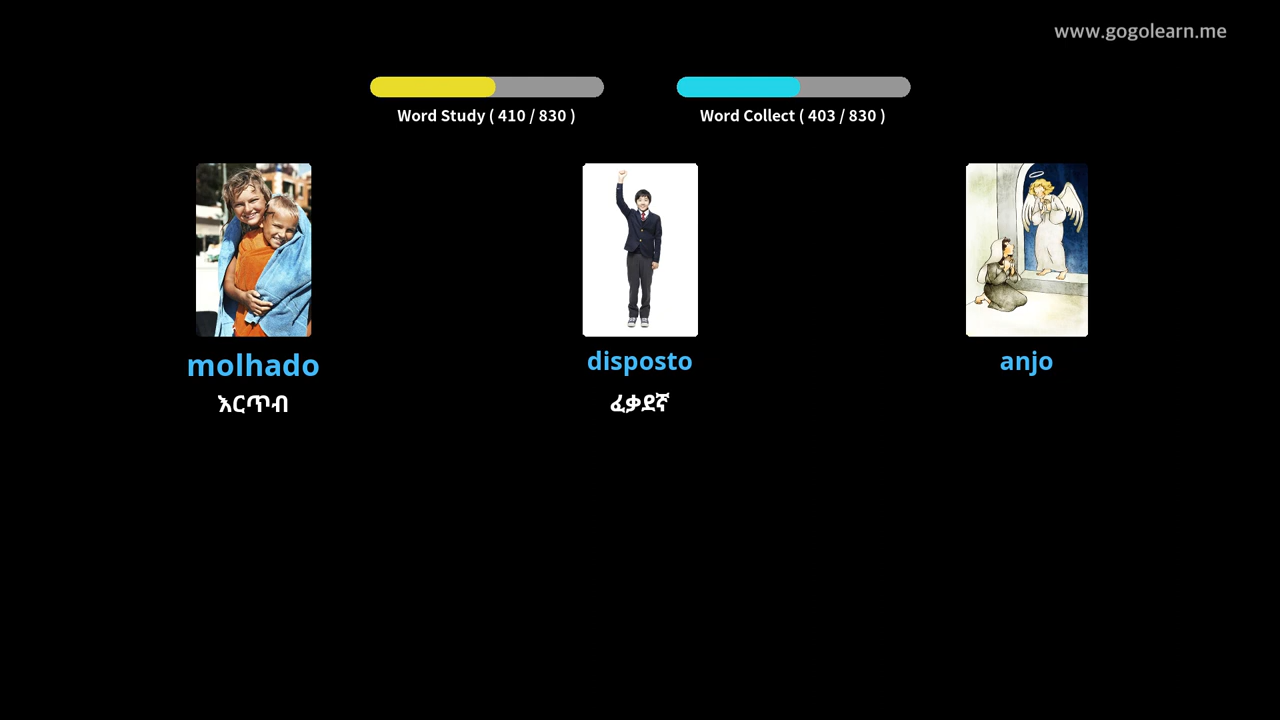 www.gogolearn.me
Word Study ( 410 / 830 )
Word Collect ( 403 / 830 )
molhado
disposto
anjo
እርጥብ
ፈቃደኛ